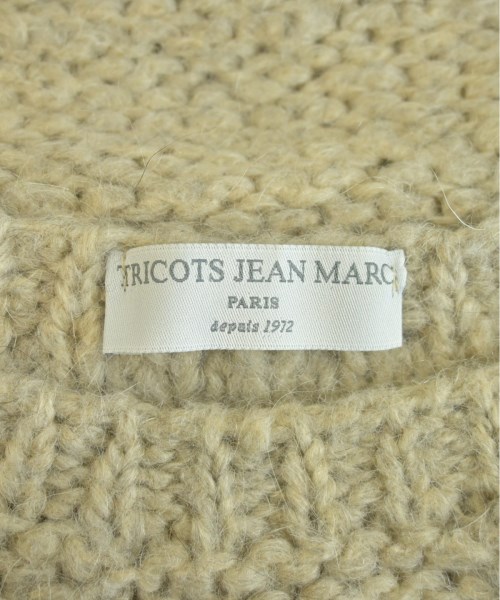 TRICOTS JEAN MARC
PARIS
depuis 1972